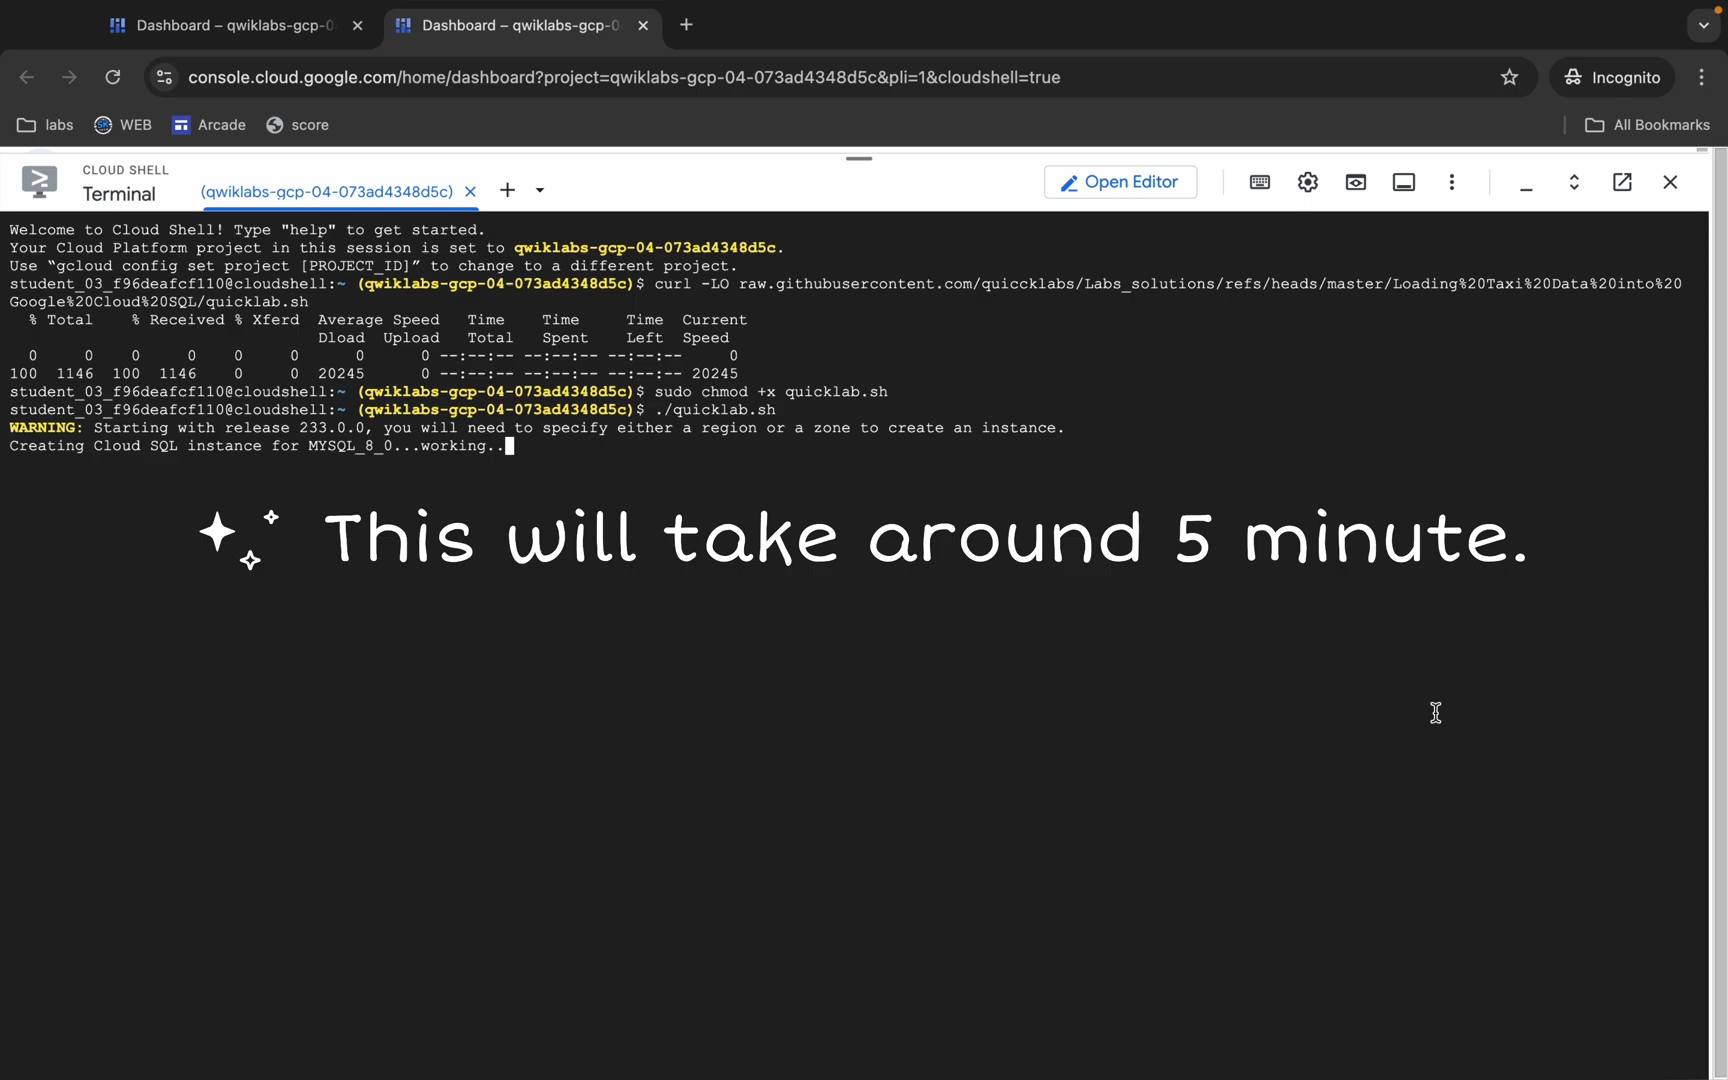 Dashboard – qwiklabs-gcp-0
Dashboard – qwiklabs-gcp-0
console.cloud.google.com/home/dashboard?project=qwiklabs-gcp-04-073ad4348d5c&pli=1&cloudshell=true
Incognito
labs
WEB
Arcade
score
All Bookmarks
CLOUD SHELL
Terminal
(qwiklabs-gcp-04-073ad4348d5c)
Open Editor
Welcome to Cloud Shell! Type "help" to get started.
Your Cloud Platform project in this session is set to qwiklabs-gcp-04-073ad4348d5c.
Use “gcloud config set project [PROJECT_ID]” to change to a different project.
student_03_f96deafcf110@cloudshell:~ (qwiklabs-gcp-04-073ad4348d5c)$ curl -LO raw.githubusercontent.com/quiccklabs/Labs_solutions/refs/heads/master/Loading%20Taxi%20Data%20into%20
Google%20Cloud%20SQL/quicklab.sh
% Total % Received % Xferd Average Speed Time Time Time Current
Dload Upload Total Spent Left Speed
0 0 0 0 0 0 0 0 --:--:-- --:--:-- --:--:-- 0
100 1146 100 1146 0 0 20245 0 --:--:-- --:--:-- --:--:-- 20245
student_03_f96deafcf110@cloudshell:~ (qwiklabs-gcp-04-073ad4348d5c)$ sudo chmod +x quicklab.sh
student_03_f96deafcf110@cloudshell:~ (qwiklabs-gcp-04-073ad4348d5c)$ ./quicklab.sh
WARNING: Starting with release 233.0.0, you will need to specify either a region or a zone to create an instance.
Creating Cloud SQL instance for MYSQL_8_0...working..
This will take around 5 minute.